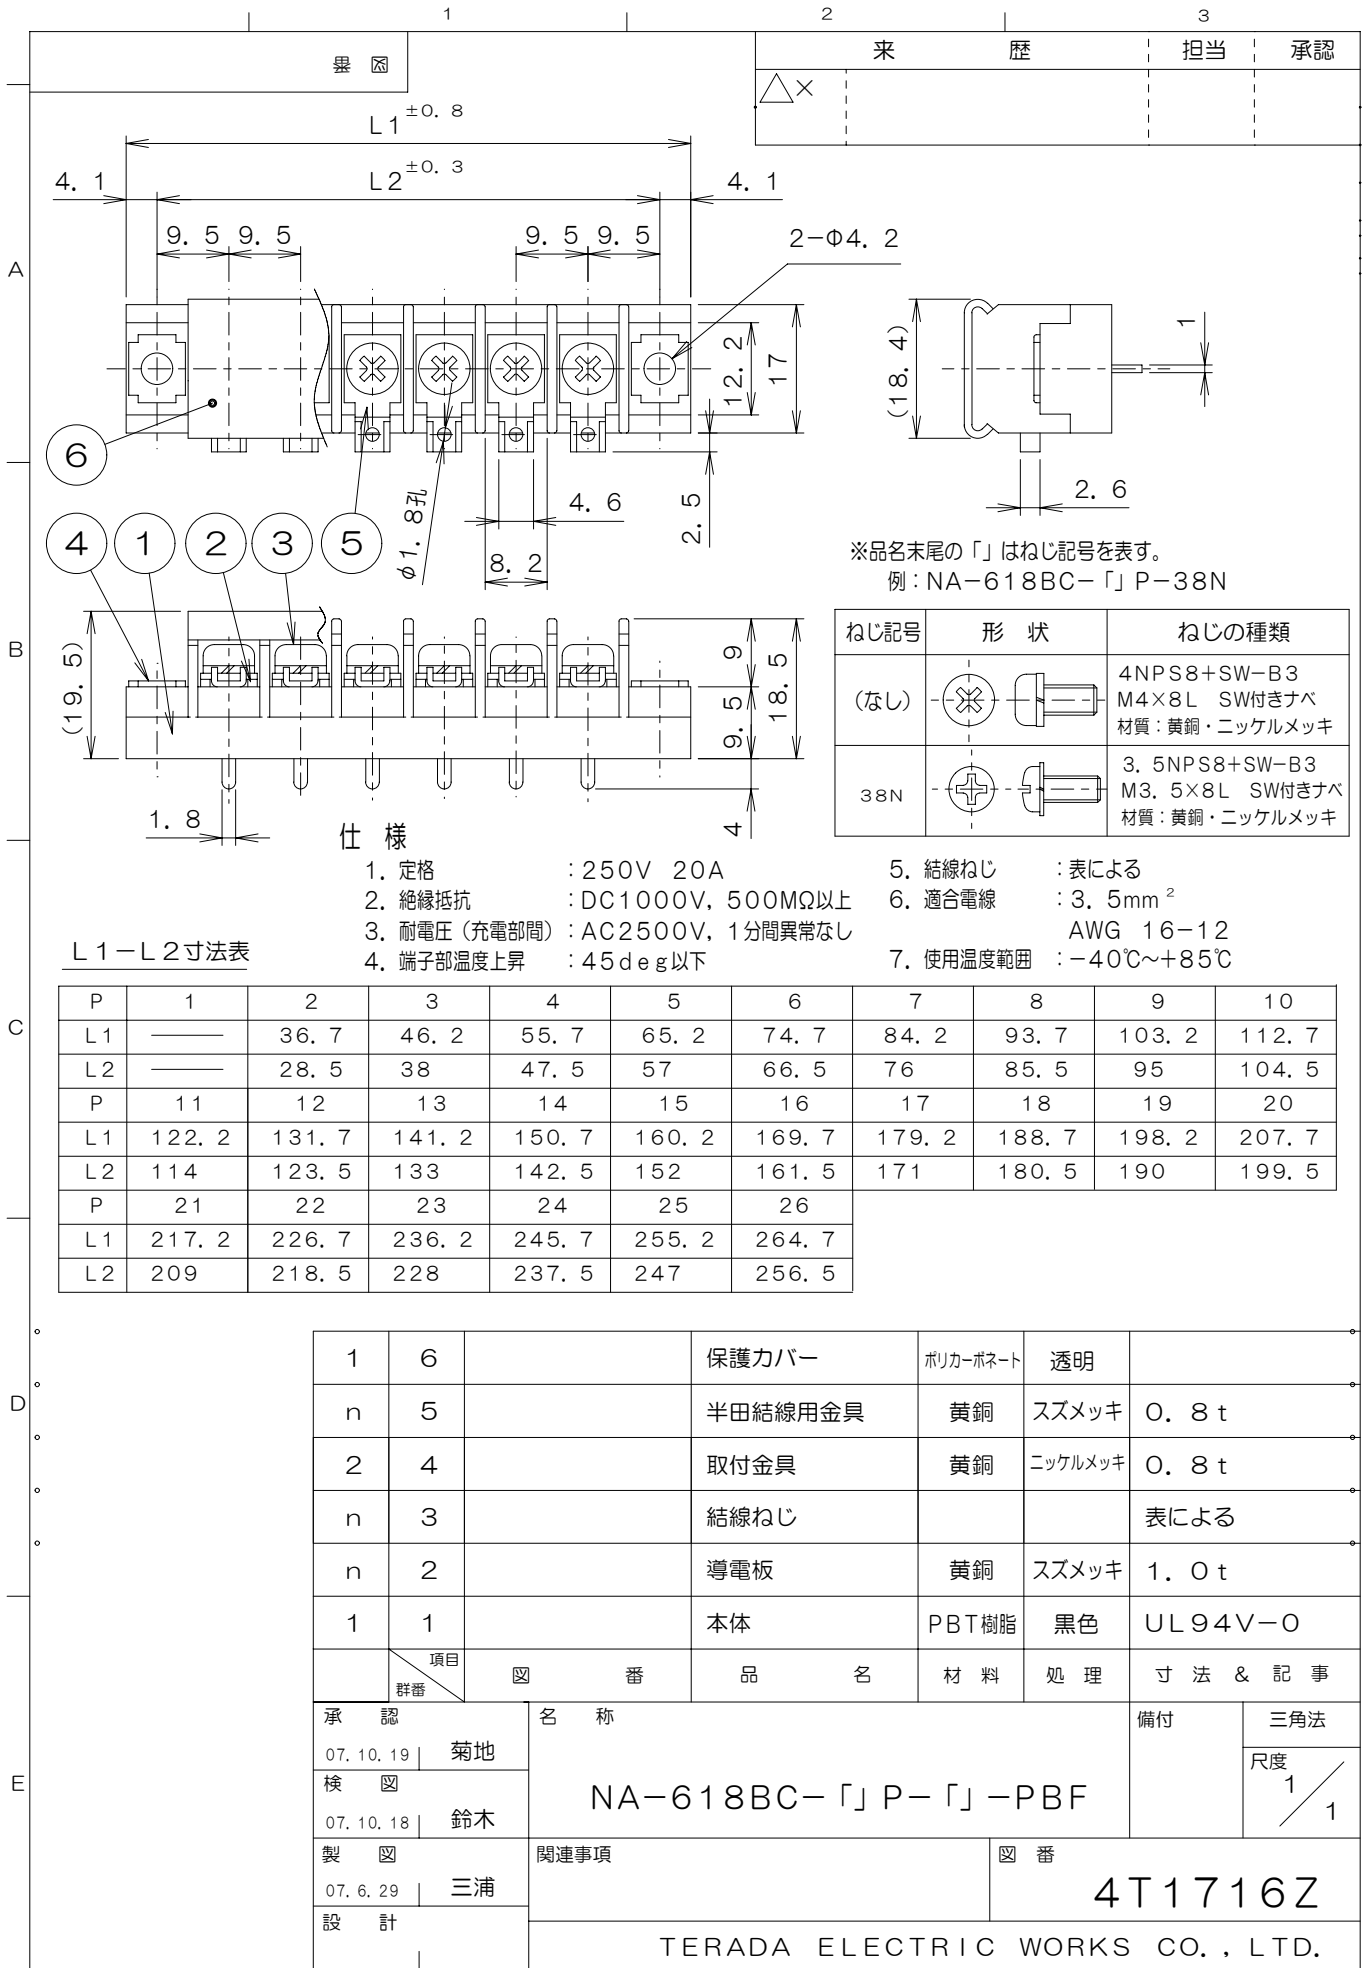 1 2 3
図番
来 歴 担当 承認
△×
L1±0.8
L2±0.3
4.1 4.1
9.5 9.5 9.5 9.5
2-Φ4.2
A
12.2
17
(18.4)
1
6
φ1.8孔
4.6
2.5
2.6
4 1 2 3 5
8.2
※品名末尾の「」はねじ記号を表す。
例:NA-618BC-「」P-38N
B
(19.5)
9
9.5
18.5
1.8
4
ねじ記号 形 状 ねじの種類
(なし) 4NPS8+SW-B3
M4×8L SW付きナベ
材質:黄銅・ニッケルメッキ
38N 3.5NPS8+SW-B3
M3.5×8L SW付きナベ
材質:黄銅・ニッケルメッキ
仕 様
1.定格 :250V 20A
2.絶縁抵抗 :DC1000V,500MΩ以上
3.耐電圧(充電部間):AC2500V,1分間異常なし
4.端子部温度上昇 :45deg以下
5.結線ねじ :表による
6.適合電線 :3.5mm²
AWG 16-12
7.使用温度範囲 :-40℃~+85℃
L1-L2寸法表
C
P 1 2 3 4 5 6 7 8 9 10
L1 ―― 36.7 46.2 55.7 65.2 74.7 84.2 93.7 103.2 112.7
L2 ―― 28.5 38 47.5 57 66.5 76 85.5 95 104.5
P 11 12 13 14 15 16 17 18 19 20
L1 122.2 131.7 141.2 150.7 160.2 169.7 179.2 188.7 198.2 207.7
L2 114 123.5 133 142.5 152 161.5 171 180.5 190 199.5
P 21 22 23 24 25 26
L1 217.2 226.7 236.2 245.7 255.2 264.7
L2 209 218.5 228 237.5 247 256.5
D
1 6 保護カバー ポリカーボネート 透明
n 5 半田結線用金具 黄銅 スズメッキ 0.8t
2 4 取付金具 黄銅 ニッケルメッキ 0.8t
n 3 結線ねじ 表による
n 2 導電板 黄銅 スズメッキ 1.0t
1 1 本体 PBT樹脂 黒色 UL94V-0
項目
群番
図 番 品 名 材 料 処 理 寸 法 & 記 事
E
承 認
07.10.19 菊地
検 図
07.10.18 鈴木
製 図
07.6.29 三浦
設 計
名 称
NA-618BC-「」P-「」-PBF
備付 三角法
尺度
1/1
関連事項
図 番
4T1716Z
TERADA ELECTRIC WORKS CO.,LTD.